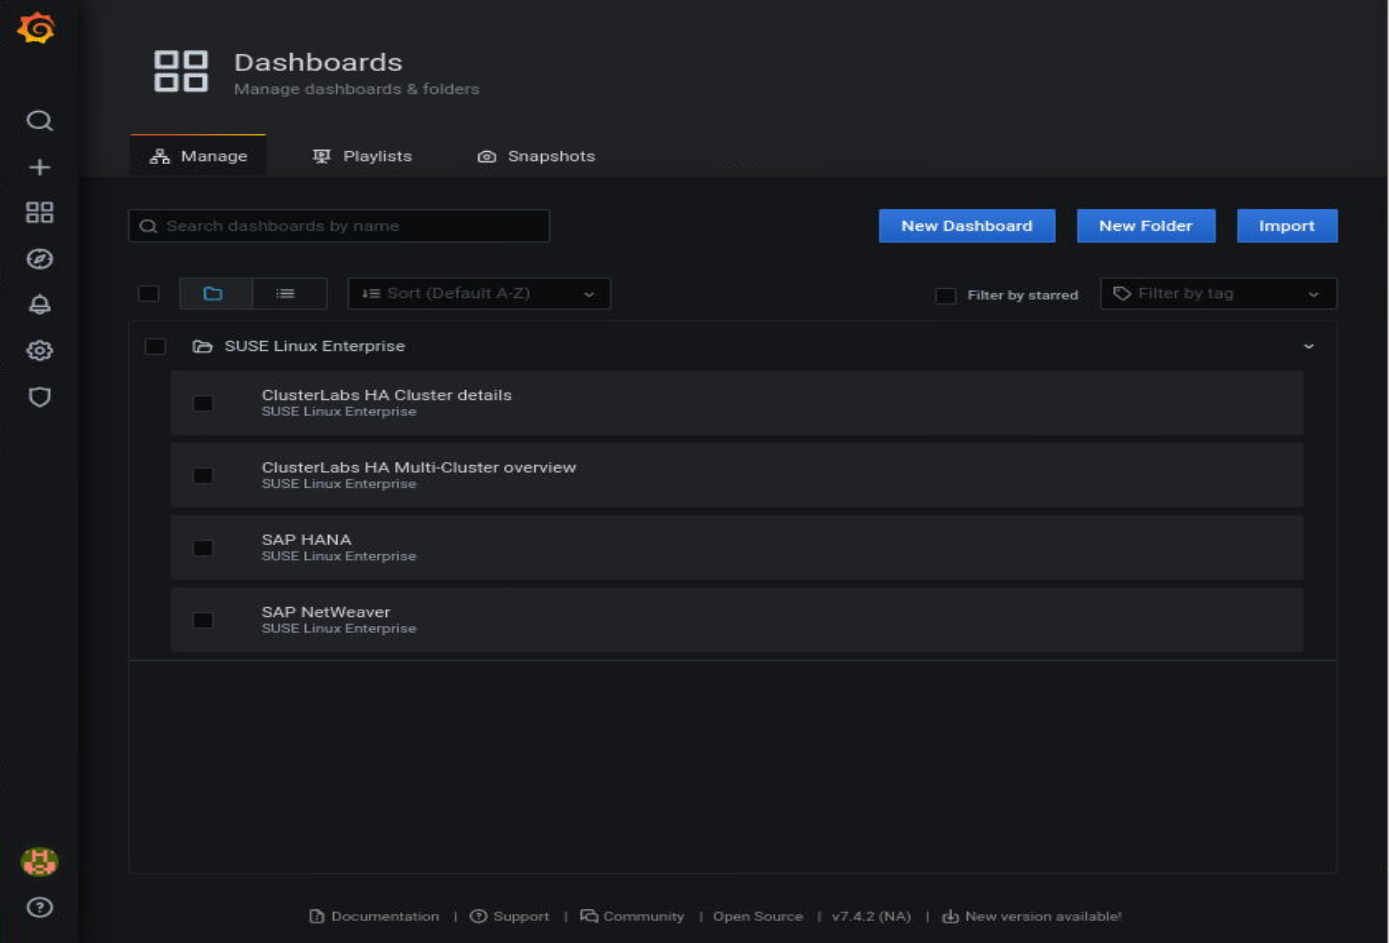 Dashboards
Manage dashboards & folders
Manage Playlists Snapshots
Search dashboards by name New Dashboard New Folder Import
Sort (Default A-Z) Filter by starred Filter by tag
SUSE Linux Enterprise
ClusterLabs HA Cluster details
SUSE Linux Enterprise
ClusterLabs HA Multi-Cluster overview
SUSE Linux Enterprise
SAP HANA
SUSE Linux Enterprise
SAP NetWeaver
SUSE Linux Enterprise
Documentation | Support | Community | Open Source | v7.4.2 (NA) | New version available!